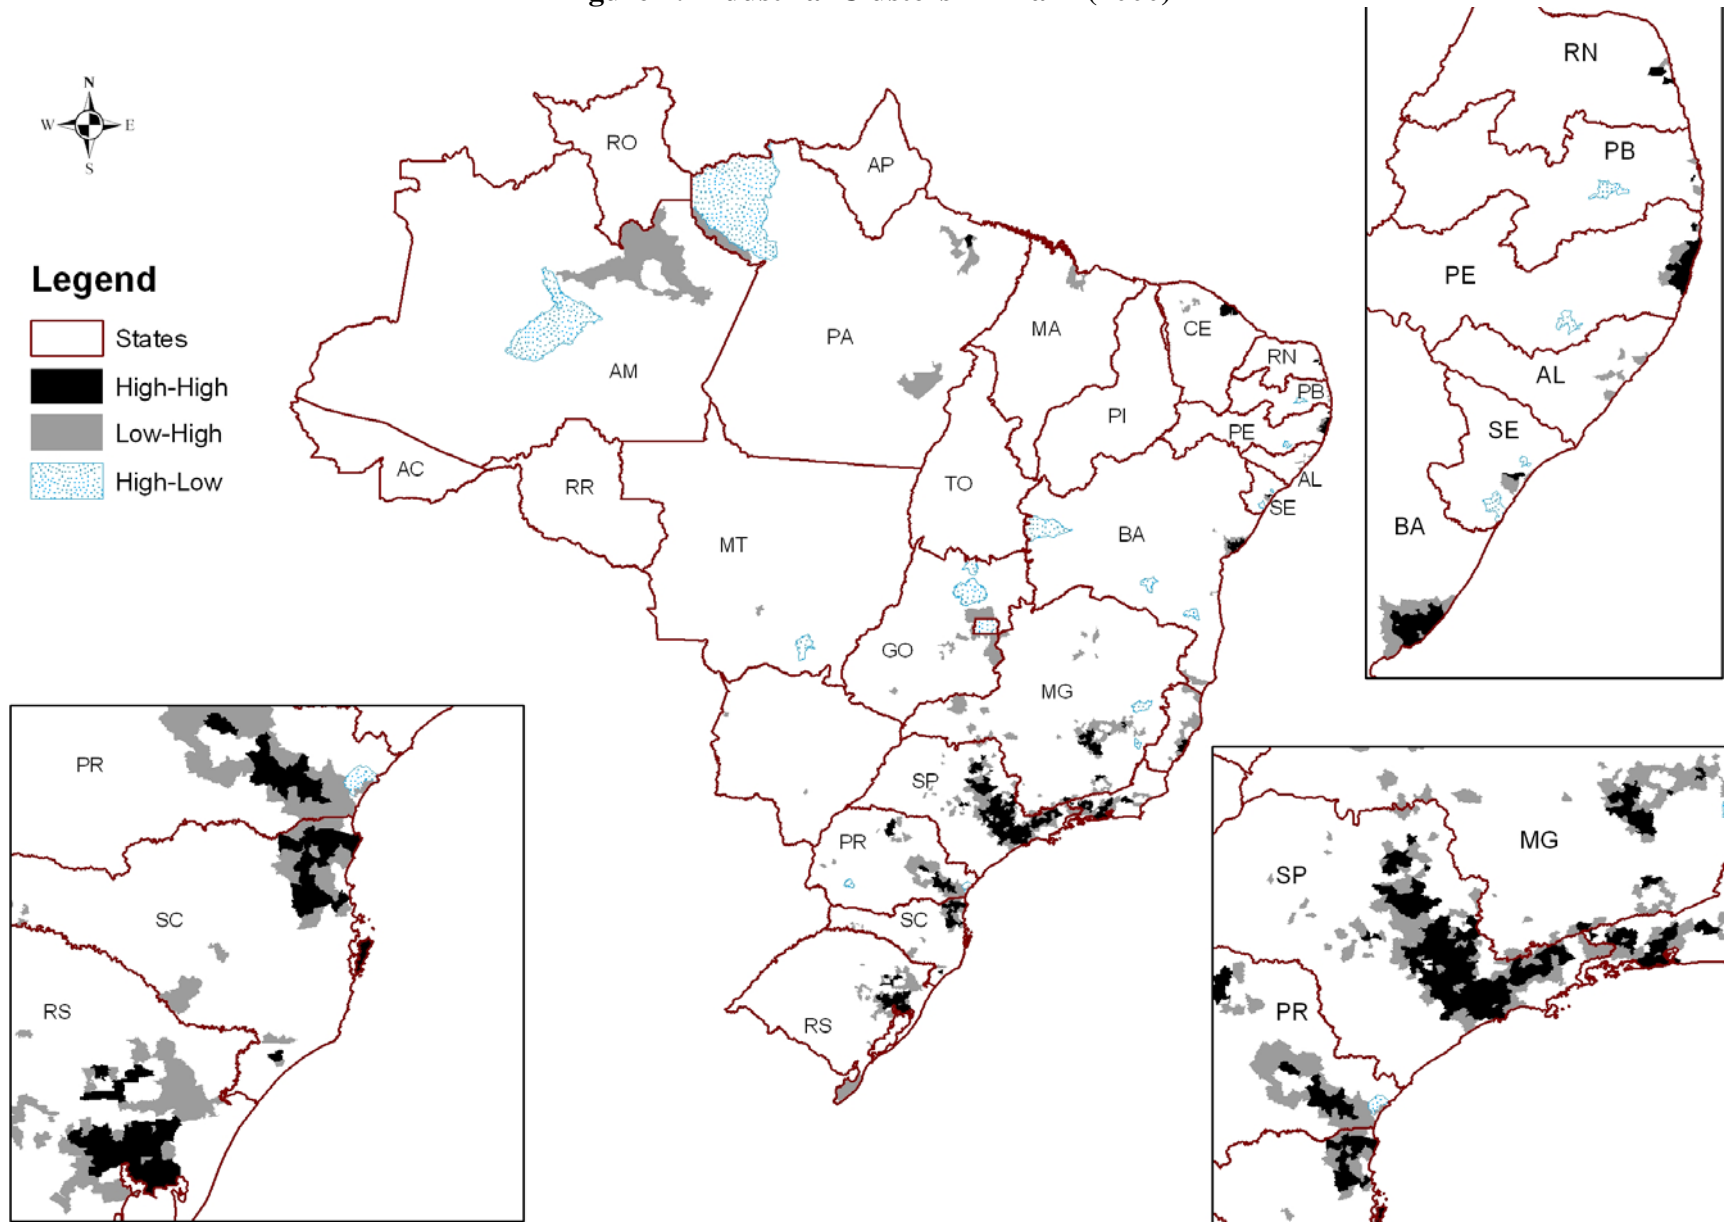 N
W E
S
Legend
States
High-High
Low-High
High-Low
RO
AP
AM
PA
MA
CE
RN
PB
PI
PE
AL
SE
AC
RR
TO
BA
MT
GO
MG
SP
PR
SC
RS
RN
PB
PE
AL
SE
BA
PR
SC
RS
MG
SP
PR